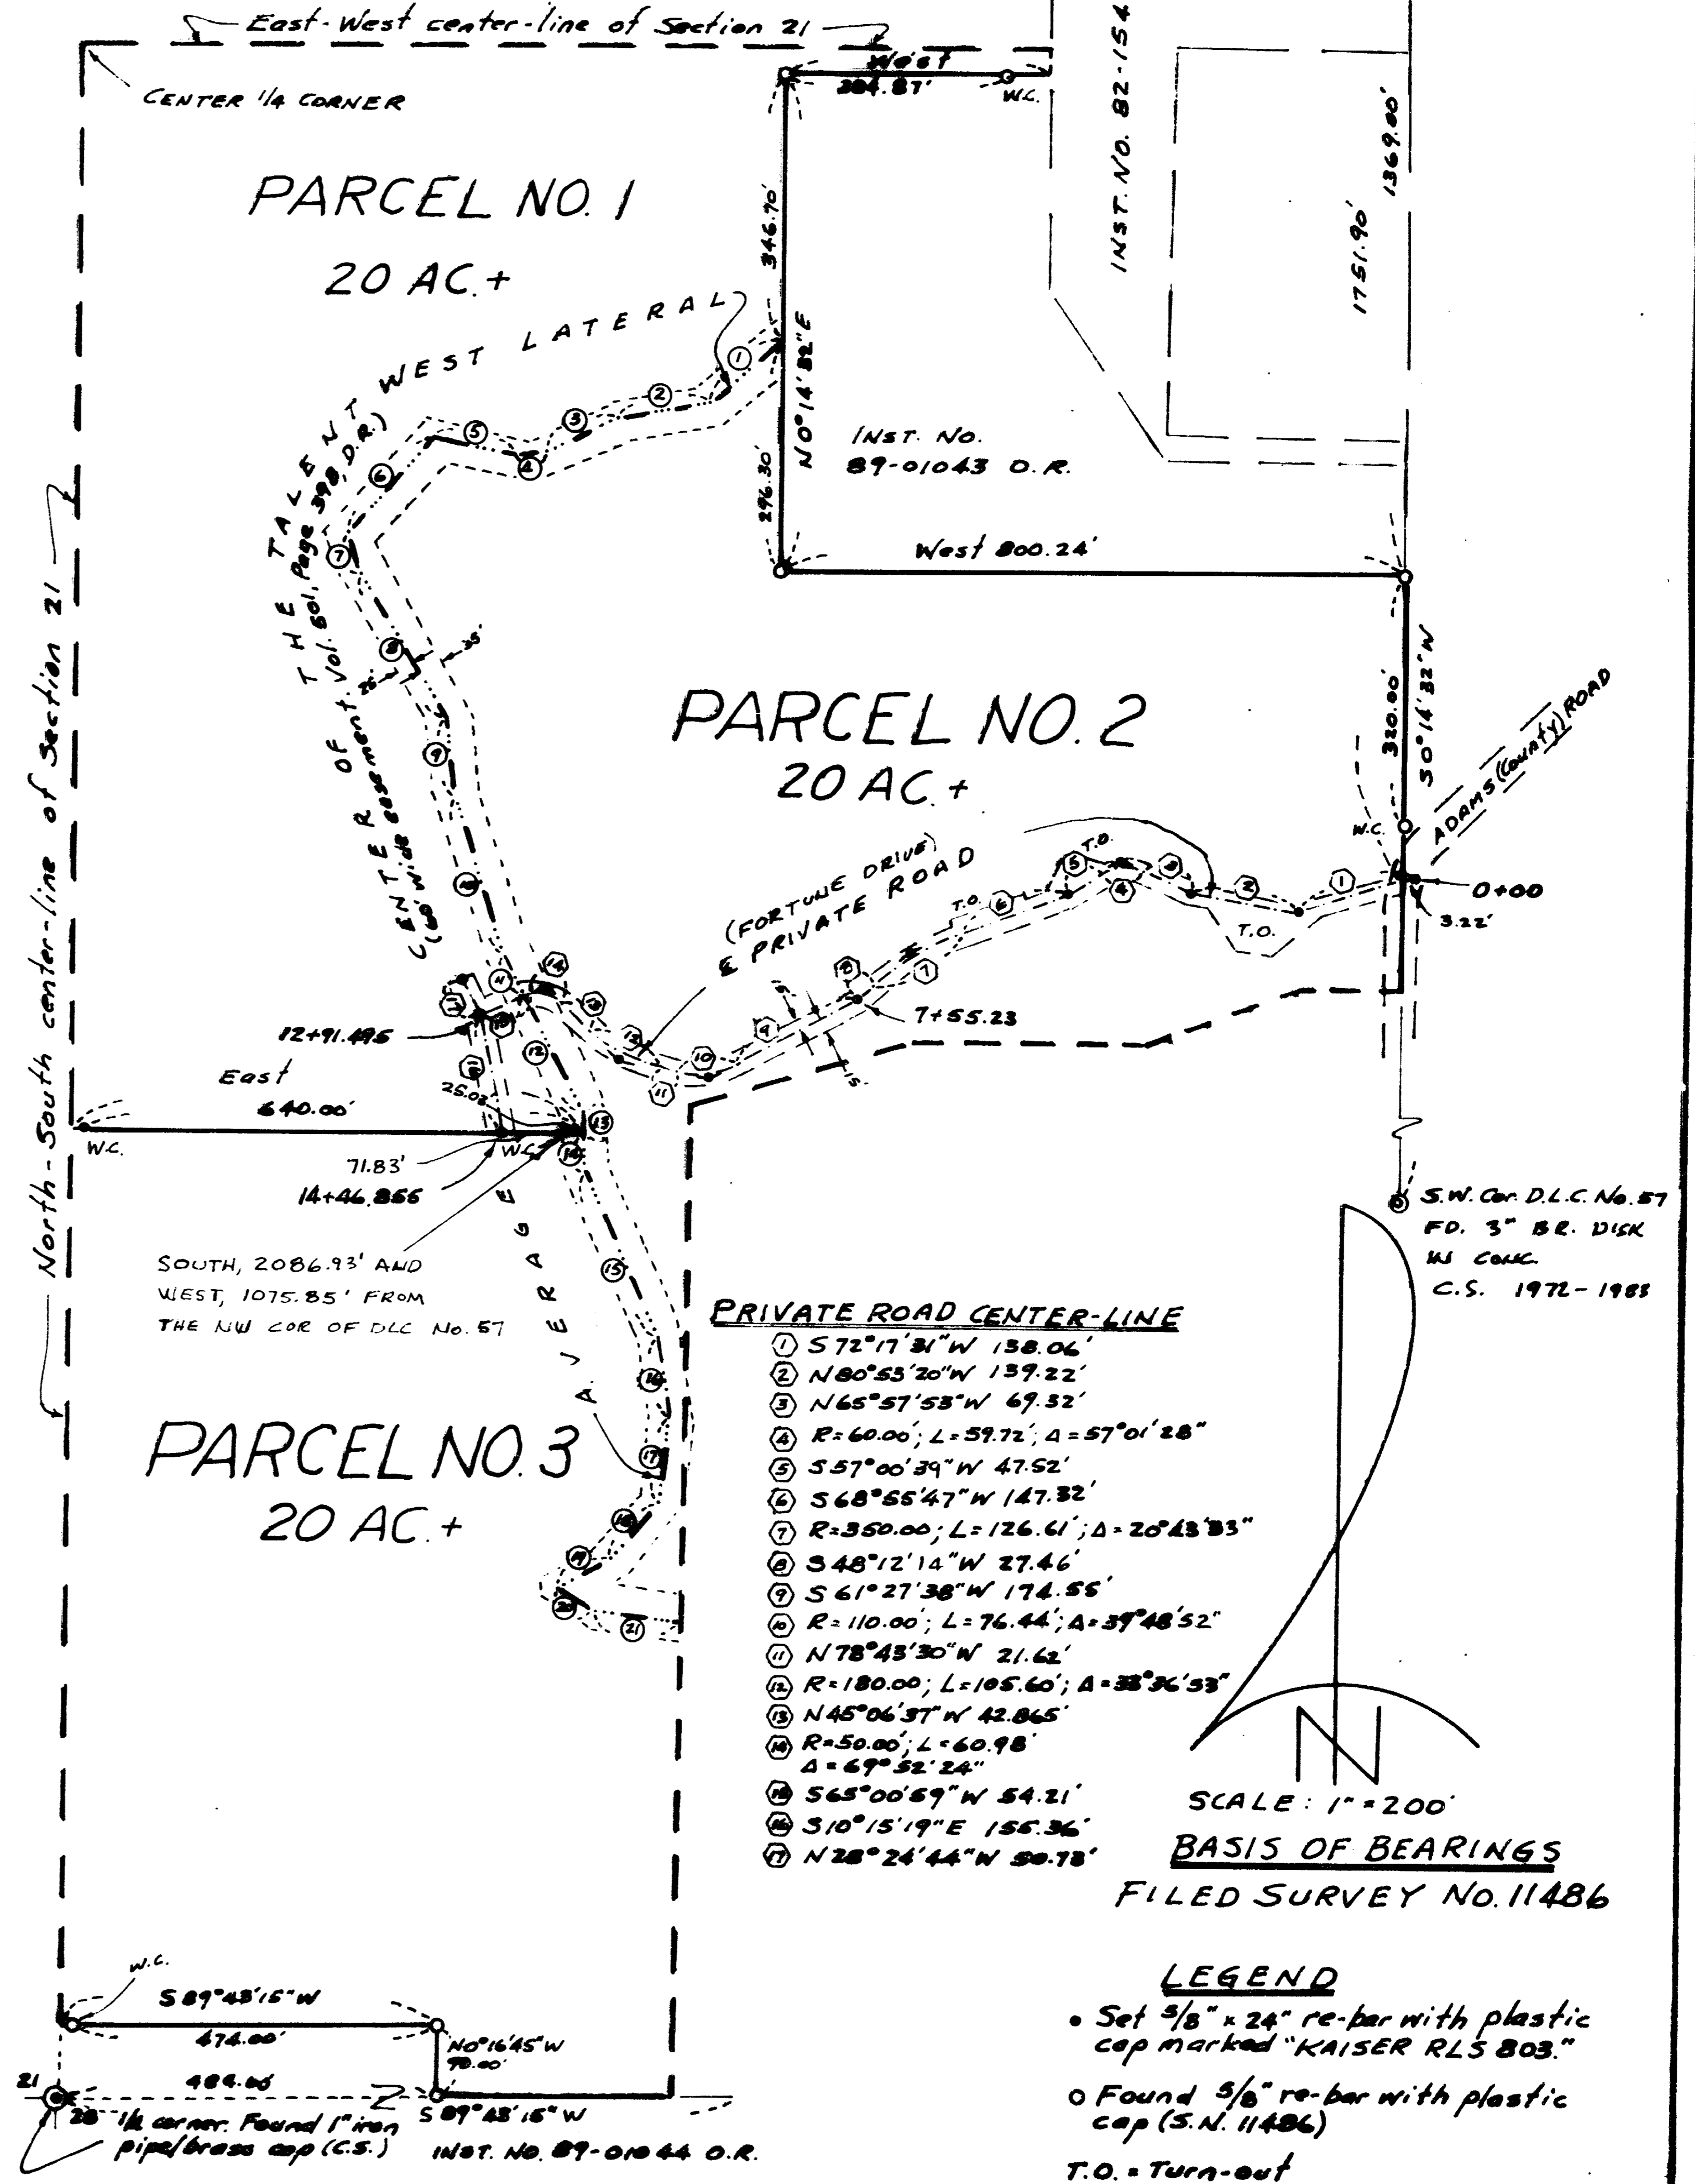 East-West center-line of Section 21
CENTER 1/4 CORNER
West
W.C.
INST. NO. 82-154
1369.00'
1751.90'
PARCEL NO. 1
20 AC.+
346.70'
N 0°14'32"E
296.30'
THE TALENT WEST LATERAL
CENTER OF
AVERAGE
INST. NO.
89-01043 O.R.
West 800.24'
North-South center-line of Section 21
35'
PARCEL NO. 2
20 AC.+
320.00'
S 0°14'32"W
W.C.
ADAMS (County) ROAD
(FORTUNE DRIVE)
℄ PRIVATE ROAD
T.O.
T.O.
T.O.
0+00
3.22'
7+55.23
12+91.495
East
640.00'
25.02'
W.C.
W.C.
71.83'
14+46.855
SOUTH, 2086.93' AND
WEST, 1075.85' FROM
THE NW COR OF DLC No. 57
S.W. Cor. D.L.C. No. 57
FD. 3" BR. DISK
IN CONC.
C.S. 1972-1983
PARCEL NO. 3
20 AC.+
PRIVATE ROAD CENTER-LINE
1 S 72°17'31"W 138.06'
2 N 80°53'20"W 139.22'
3 N 65°57'53"W 69.32'
4 R=60.00'; L=59.72'; Δ=57°01'28"
5 S 57°00'39"W 47.52'
6 S 68°55'47"W 147.32'
7 R=350.00; L=126.61'; Δ=20°43'33"
8 S 48°12'14"W 27.46'
9 S 61°27'38"W 174.55'
10 R=110.00'; L=76.44'; Δ=39°48'52"
11 N 78°43'30"W 21.62'
12 R=180.00; L=105.60'; Δ=33°36'53"
13 N 45°06'37"W 42.865'
14 R=50.00'; L=60.98'
Δ=69°52'24"
15 S 65°00'59"W 54.21'
16 S 10°15'19"E 155.36'
17 N 28°24'44"W 50.78'
N
SCALE: 1"=200'
BASIS OF BEARINGS
FILED SURVEY NO. 11486
W.C.
S 89°43'15"W
474.00'
N 0°16'45"W
90.00'
21
484.00'
28 1/4 corner. Found 1" iron
pipe/brass cap (C.S.)
S 89°43'15"W
INST. NO. 89-01044 O.R.
LEGEND
• Set 5/8" x 24" re-bar with plastic
cap marked "KAISER RLS 803."
○ Found 5/8" re-bar with plastic
cap (S.N. 11486)
T.O. = Turn-out